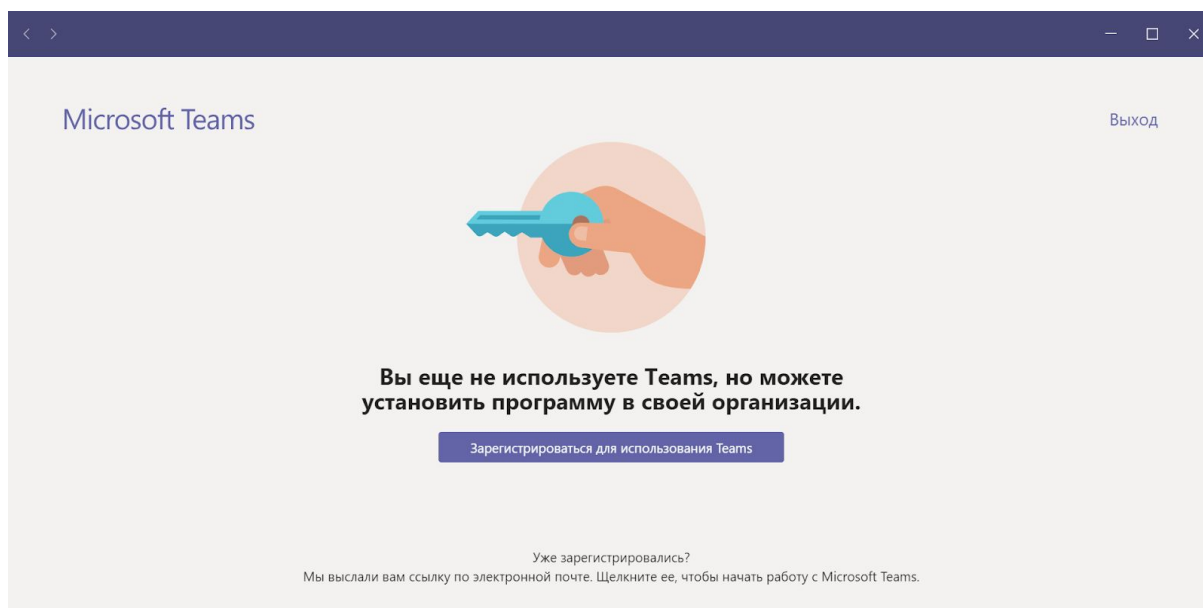 Microsoft Teams
Выход
Вы еще не используете Teams, но можете
установить программу в своей организации.
Зарегистрироваться для использования Teams
Уже зарегистрировались?
Мы выслали вам ссылку по электронной почте. Щелкните ее, чтобы начать работу с Microsoft Teams.